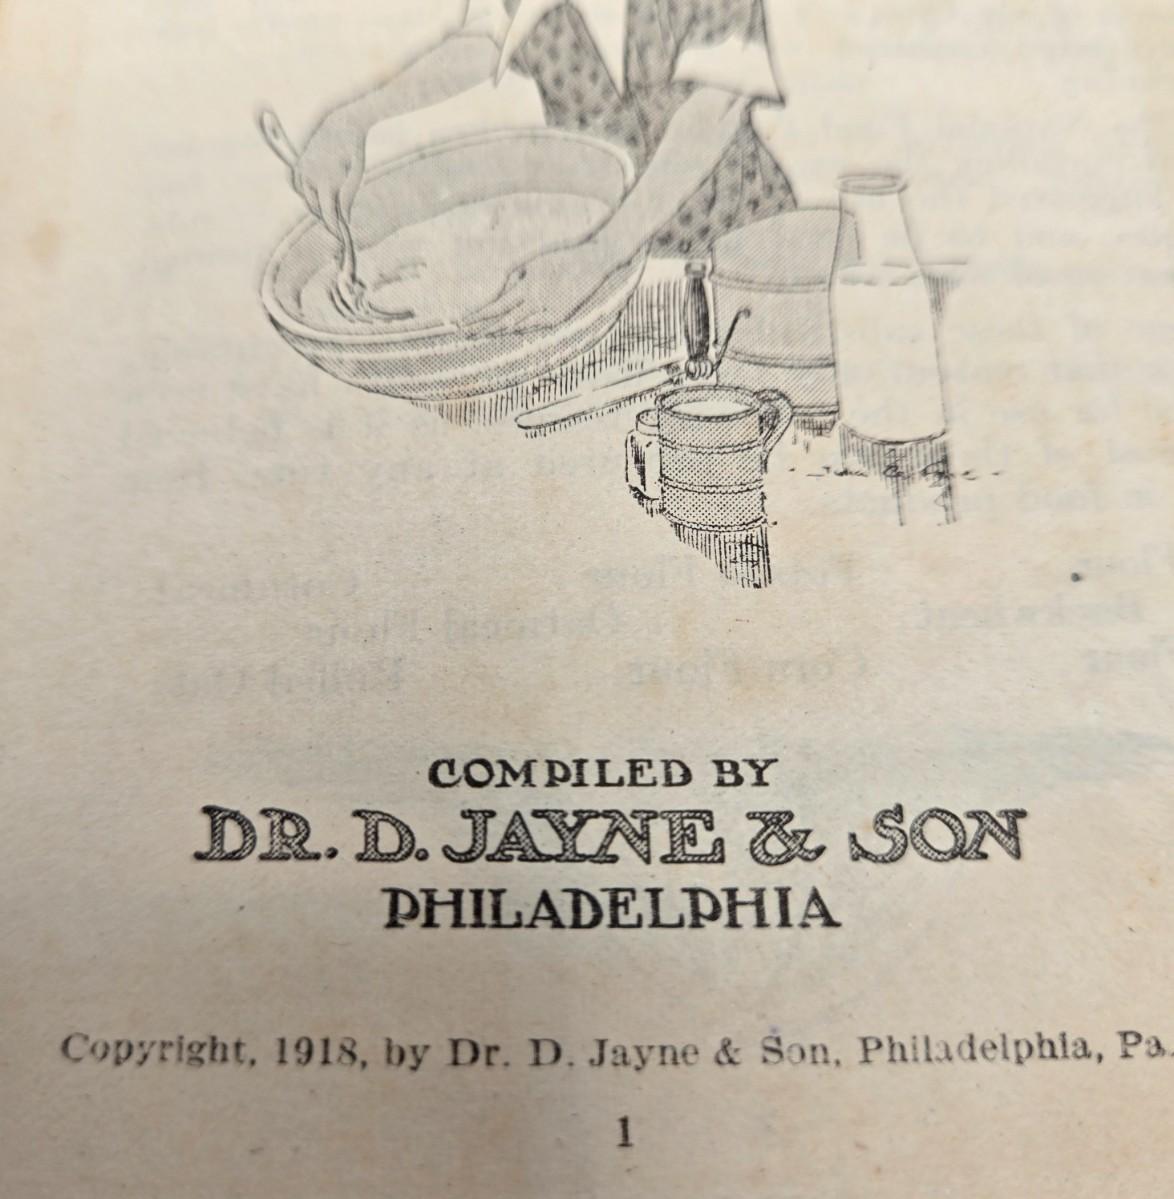 COMPILED BY
DR. D. JAYNE & SON
PHILADELPHIA
Copyright, 1918, by Dr. D. Jayne & Son, Philadelphia, Pa.
1